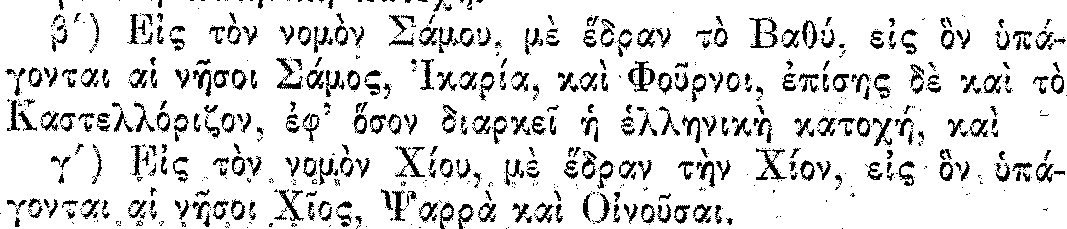 β΄) Εἰς τὸν νομὸν Σάμου, μὲ ἕδραν τὸ Βαθύ, εἰς ὃν ὑπά-
γονται αἱ νῆσοι Σάμος, Ἰκαρία, καὶ Φοῦρνοι, ἐπίσης δὲ καὶ τὸ
Καστελλόριζον, ἐφ’ ὅσον διαρκεῖ ἡ ἑλληνικὴ κατοχή, καὶ
γ΄) Εἰς τὸν νομὸν Χίου, μὲ ἕδραν τὴν Χίον, εἰς ὃν ὑπά-
γονται αἱ νῆσοι Χῖος, Ψαρρὰ καὶ Οἰνοῦσαι.